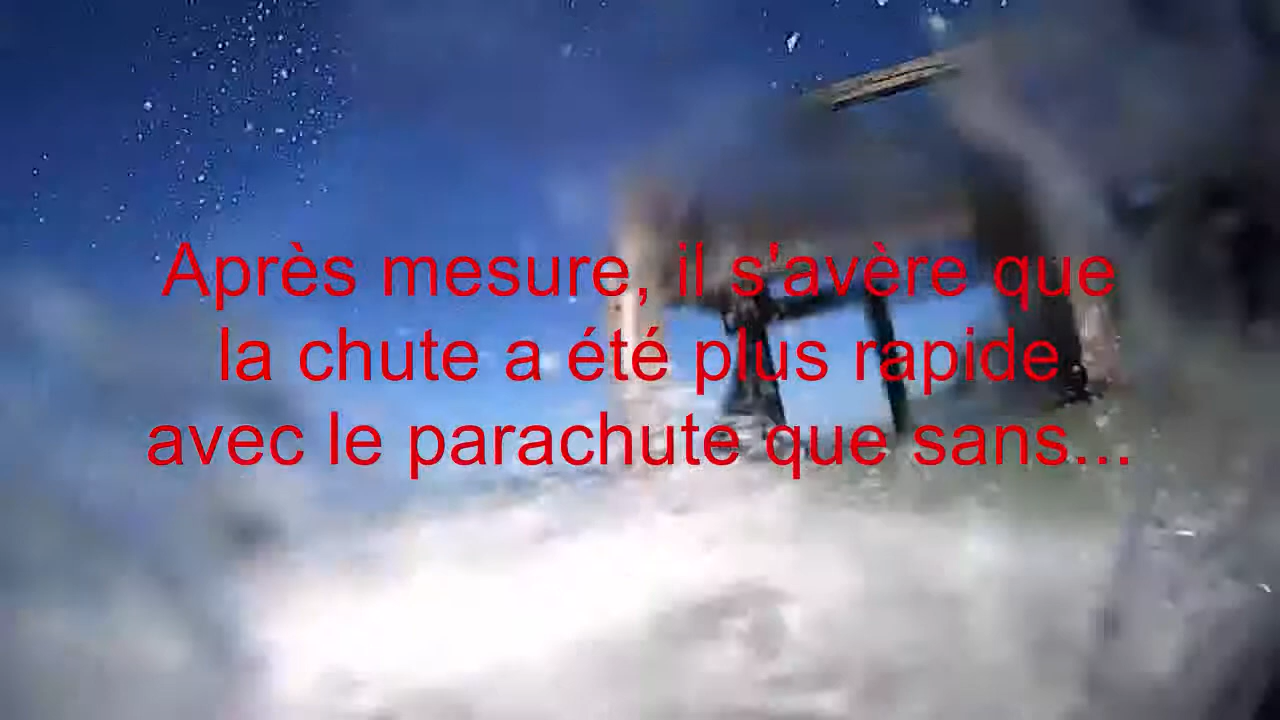 Après mesure, il s'avère que
la chute a été plus rapide
avec le parachute que sans...